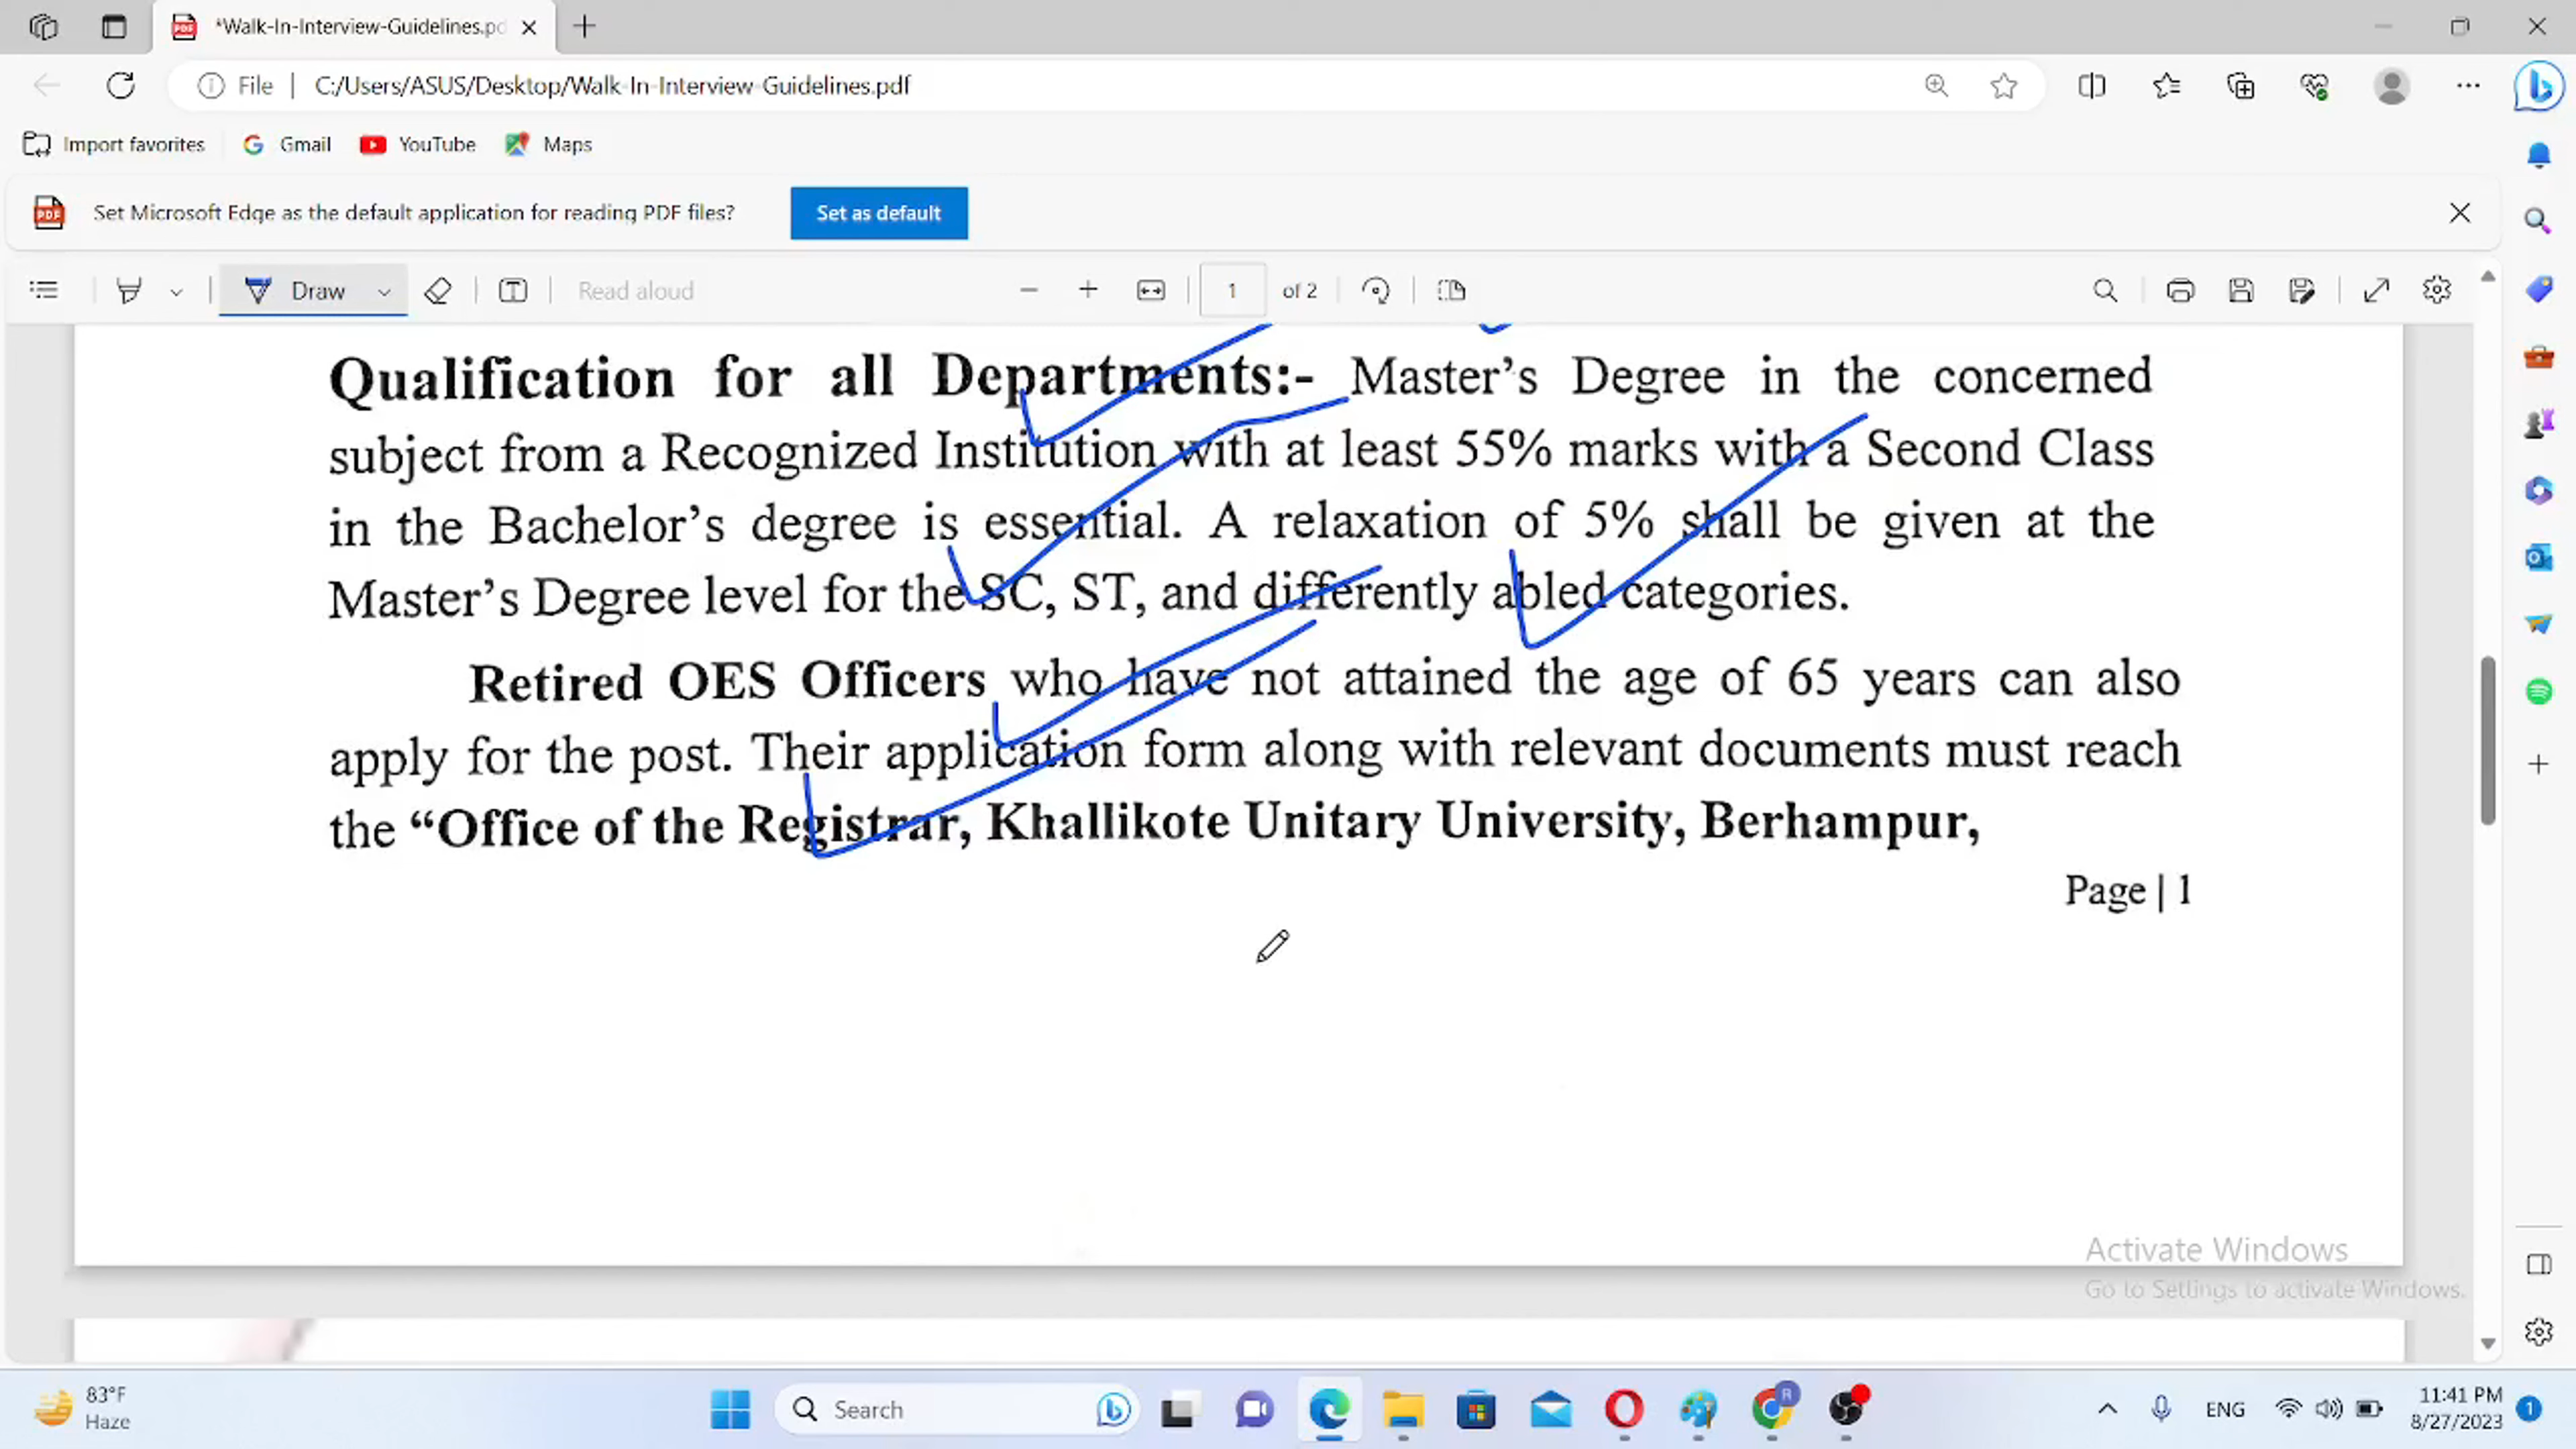 *Walk-In-Interview-Guidelines.pd
File | C:/Users/ASUS/Desktop/Walk-In-Interview-Guidelines.pdf
Import favorites Gmail YouTube Maps
Set Microsoft Edge as the default application for reading PDF files? Set as default
Draw Read aloud 1 of 2
Qualification for all Departments:- Master's Degree in the concerned
subject from a Recognized Institution with at least 55% marks with a Second Class
in the Bachelor's degree is essential. A relaxation of 5% shall be given at the
Master's Degree level for the SC, ST, and differently abled categories.
Retired OES Officers who have not attained the age of 65 years can also
apply for the post. Their application form along with relevant documents must reach
the “Office of the Registrar, Khallikote Unitary University, Berhampur,
Page | 1
Activate Windows
Go to Settings to activate Windows.
83°F
Haze
Search
R
ENG
11:41 PM
8/27/2023
1